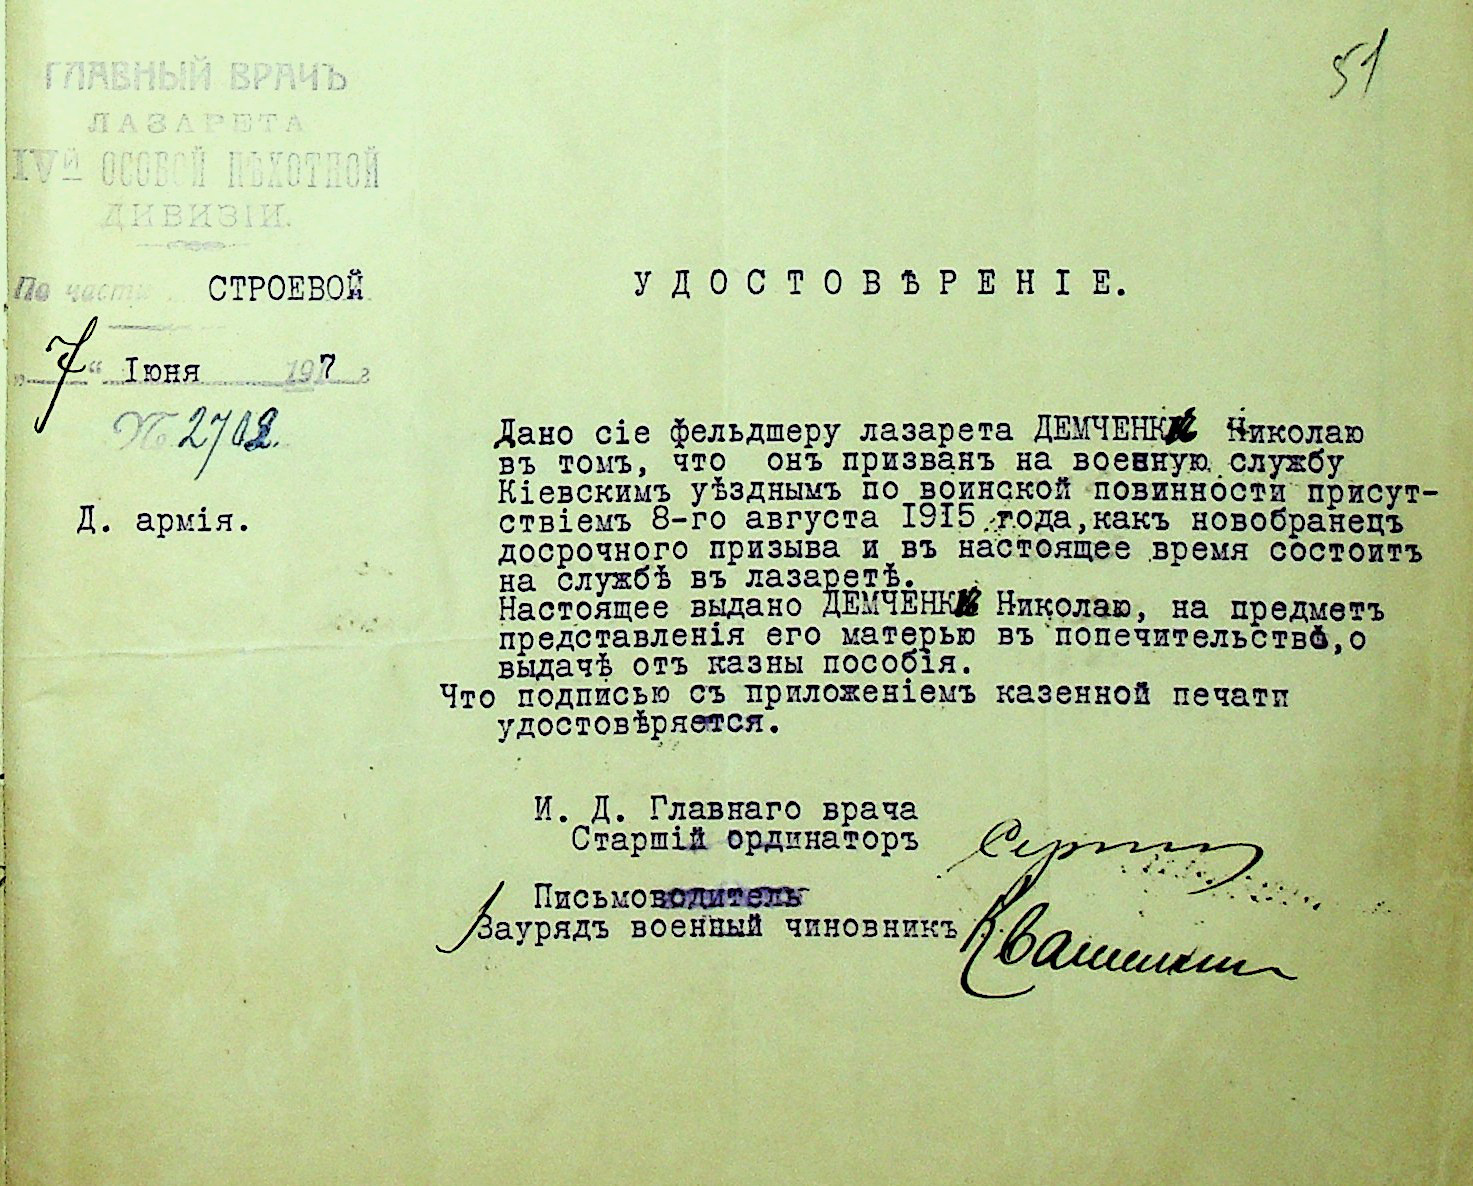 51
ГЛАВНЫЙ ВРАЧЪ
ЛАЗАРЕТА
IVй ОСОБОЙ ПѢХОТНОЙ
ДИВИЗІИ.
По части СТРОЕВОЙ
„7“ Іюня 1917 г
№ 2702.
Д. армія.
УДОСТОВѢРЕНІЕ.
Дано сіе фельдшеру лазарета ДЕМЧЕНК Николаю
въ томъ, что онъ призванъ на военную службу
Кіевскимъ уѣзднымъ по воинской повинности присут-
ствіемъ 8-го августа 1915 года,какъ новобранецъ
досрочного призыва и въ настоящее время состоитъ
на службѣ въ лазаретѣ.
Настоящее выдано ДЕМЧЕНК Николаю, на предметъ
представленія его матерью въ попечительство,о
выдачѣ отъ казны пособія.
Что подписью съ приложеніемъ казенной печати
удостовѣряется.
И. Д. Главнаго врача
Старшій ординаторъ
Письмоводитель
Заурядъ военный чиновникъ